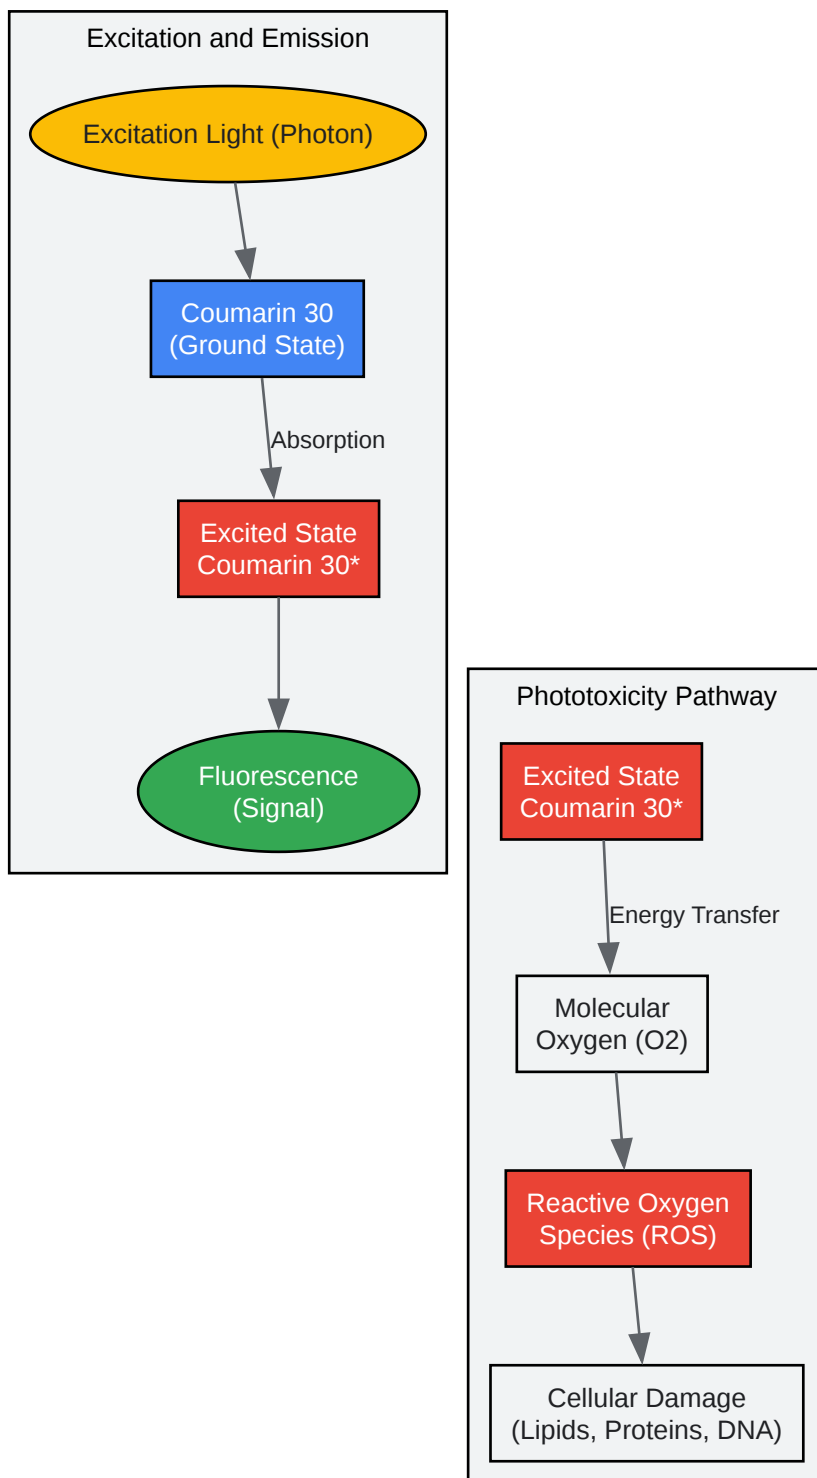 Excitation and Emission
Excitation Light (Photon)
Coumarin 30
(Ground State)
Absorption
Excited State
Coumarin 30*
Fluorescence
(Signal)
Phototoxicity Pathway
Excited State
Coumarin 30*
Energy Transfer
Molecular
Oxygen (O2)
Reactive Oxygen
Species (ROS)
Cellular Damage
(Lipids, Proteins, DNA)